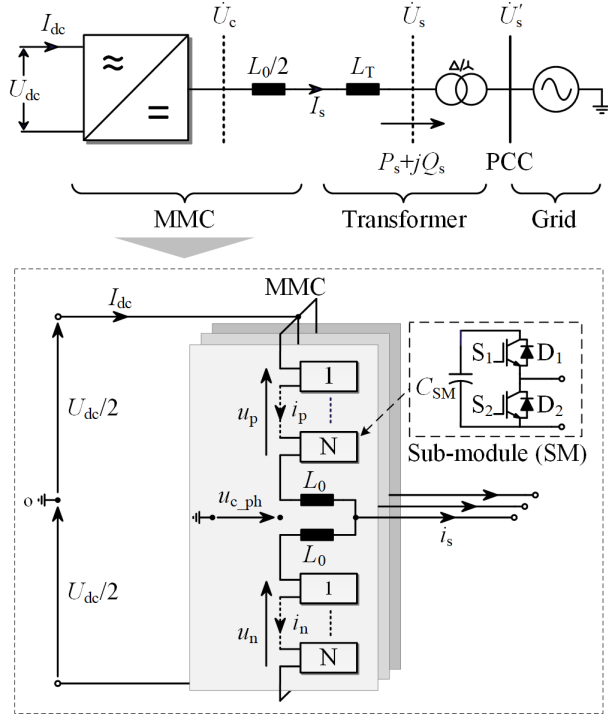 I_dc
U̇_c
U̇_s
U̇_s′
U_dc
≈
=
L_0/2
I_s
L_T
Δ/Y
P_s+jQ_s
PCC
MMC
Transformer
Grid
MMC
I_dc
U_dc/2
o
U_dc/2
u_p
i_p
1
N
L_0
u_c_ph
L_0
i_s
u_n
i_n
1
N
C_SM
S_1
D_1
S_2
D_2
Sub-module (SM)